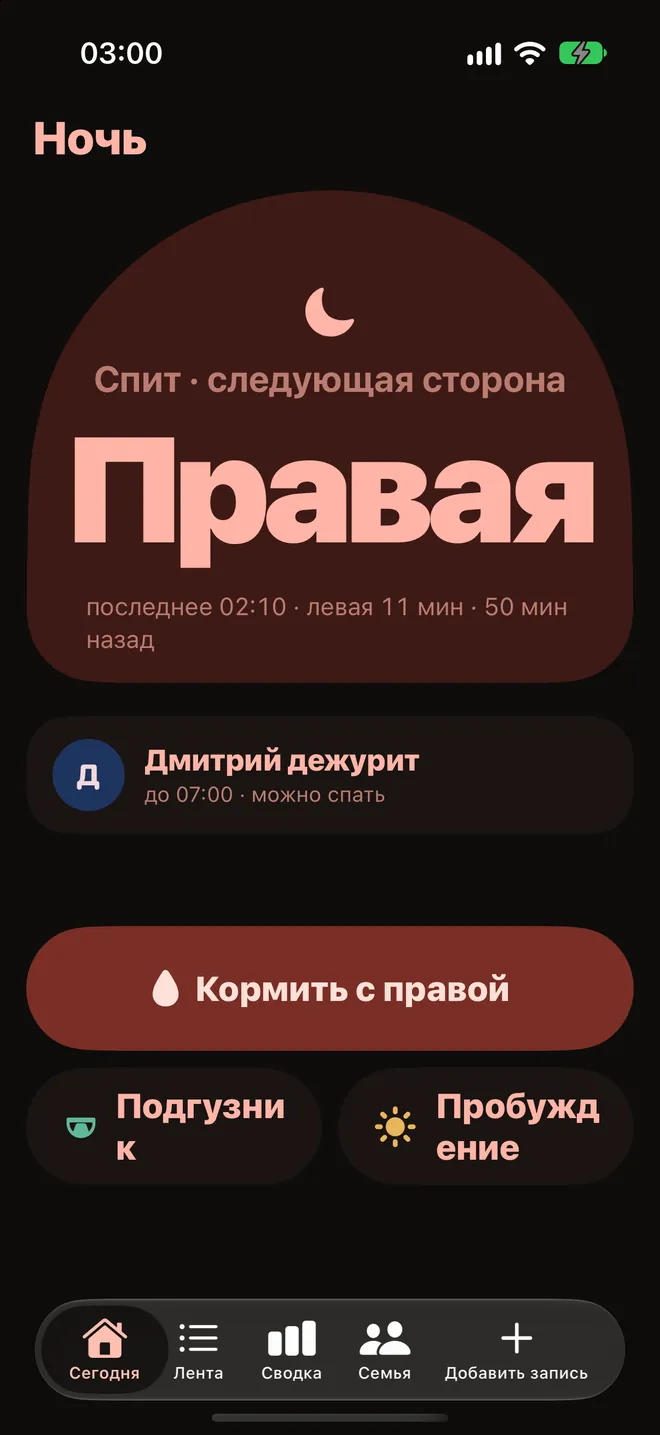 03:00
Ночь
Спит · следующая сторона
Правая
последнее 02:10 · левая 11 мин · 50 мин
назад
Д
Дмитрий дежурит
до 07:00 · можно спать
Кормить с правой
Подгузни
к
Пробужд
ение
Сегодня
Лента
Сводка
Семья
Добавить запись